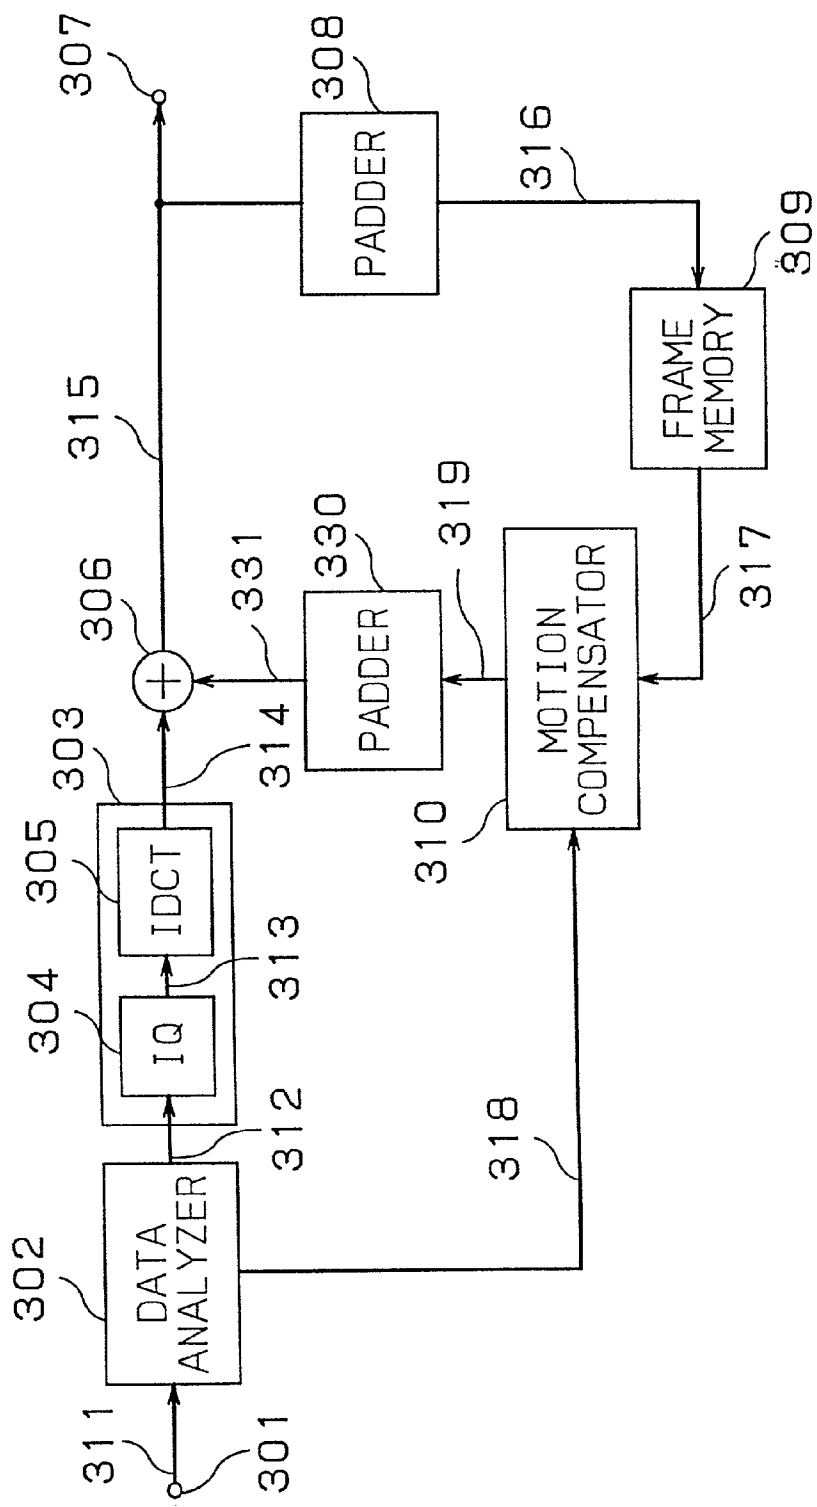 307
308
PADDER
316
309
FRAME
MEMORY
315
317
306
331
330
PADDER
319
MOTION
COMPENSATOR
310
303
314
305
IDCT
313
304
IQ
312
318
302
DATA
ANALYZER
311
301